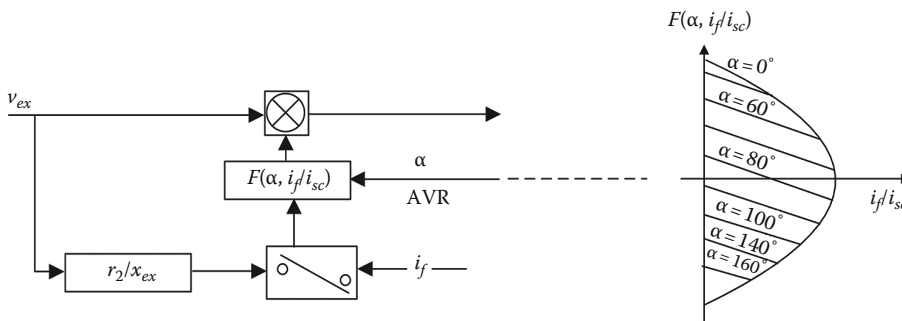 v_ex
F(α, i_f/i_sc)
α
AVR
r_2/x_ex
i_f
F(α, i_f/i_sc)
α = 0°
α = 60°
α = 80°
α = 100°
α = 140°
α = 160°
i_f/i_sc